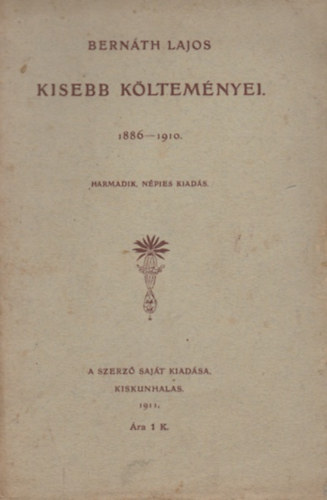 BERNÁTH LAJOS
KISEBB KÖLTEMÉNYEI.
1886—1910.
HARMADIK, NÉPIES KIADÁS.
A SZERZŐ SAJÁT KIADÁSA.
KISKUNHALAS.
1911.
Ára 1 K.